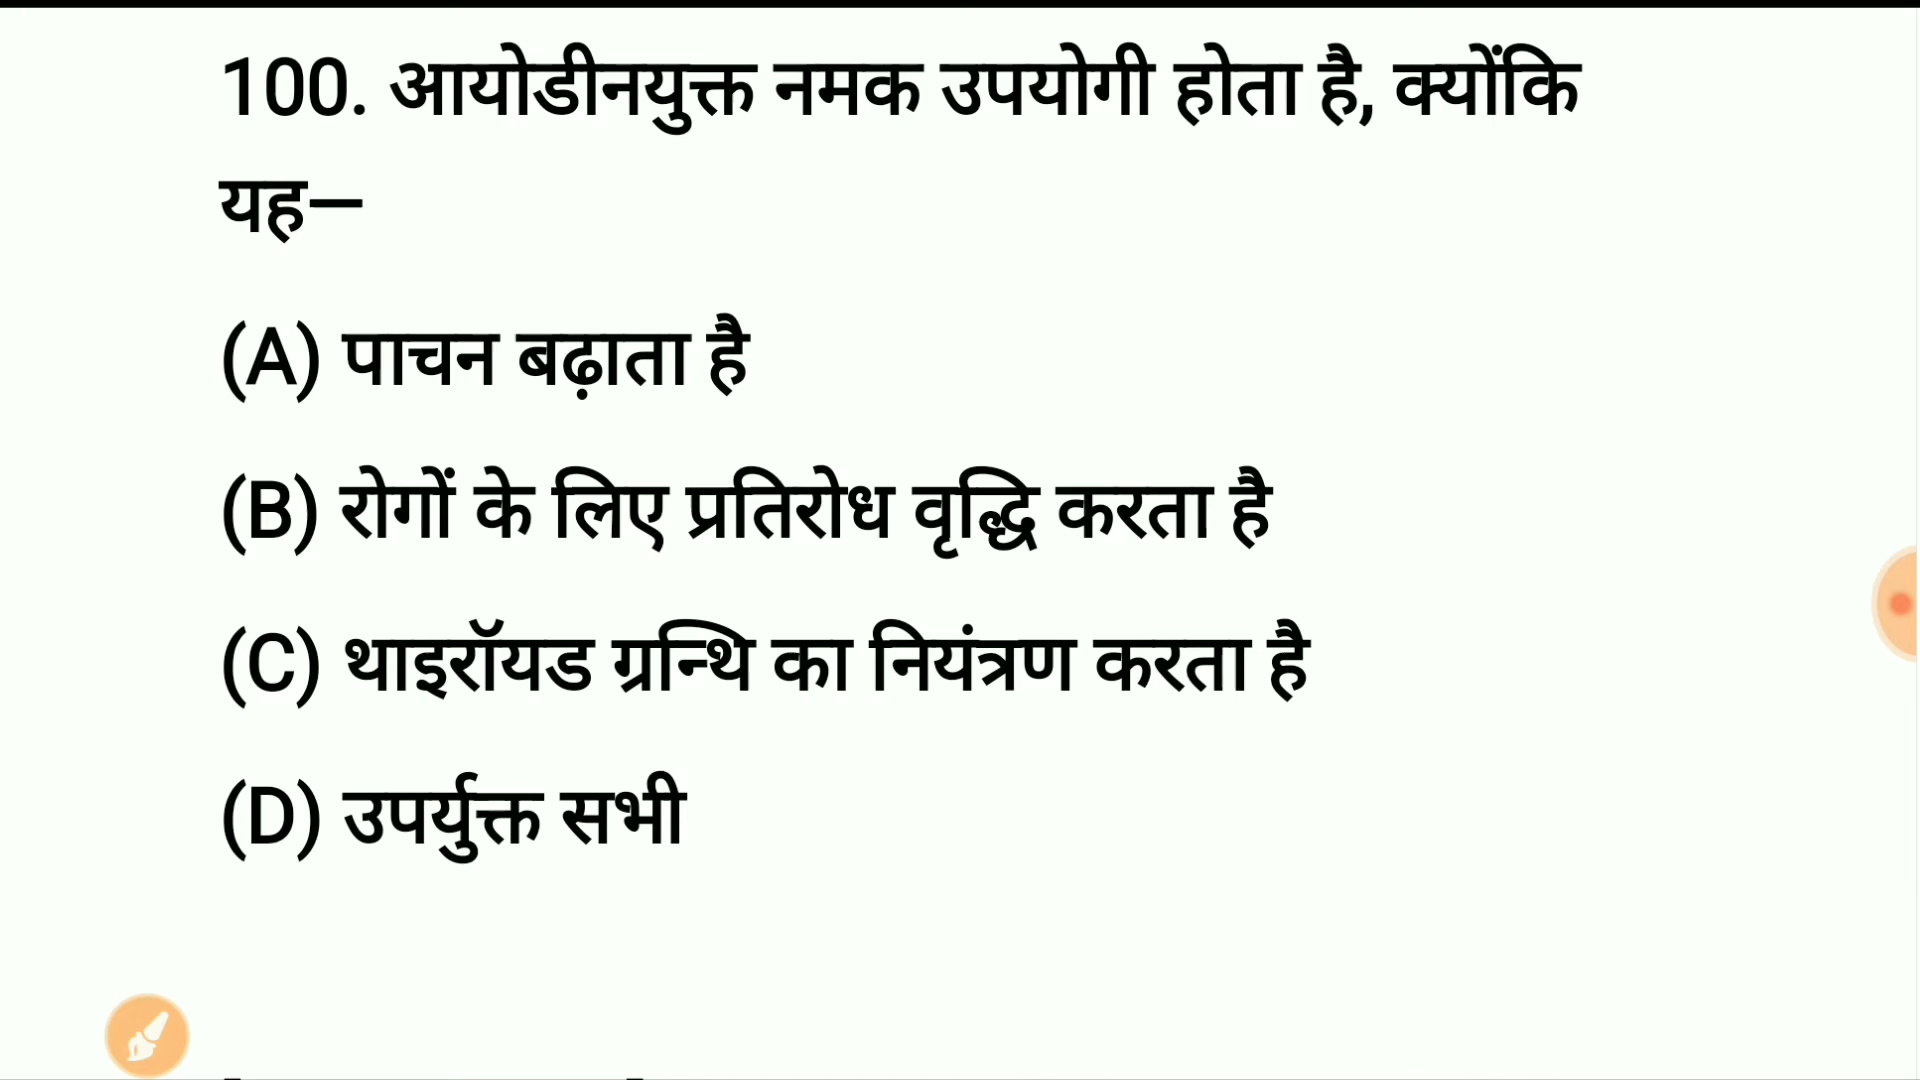 100. आयोडीनयुक्त नमक उपयोगी होता है, क्योंकि
यह—
(A) पाचन बढ़ाता है
(B) रोगों के लिए प्रतिरोध वृद्धि करता है
(C) थाइरॉयड ग्रन्थि का नियंत्रण करता है
(D) उपर्युक्त सभी